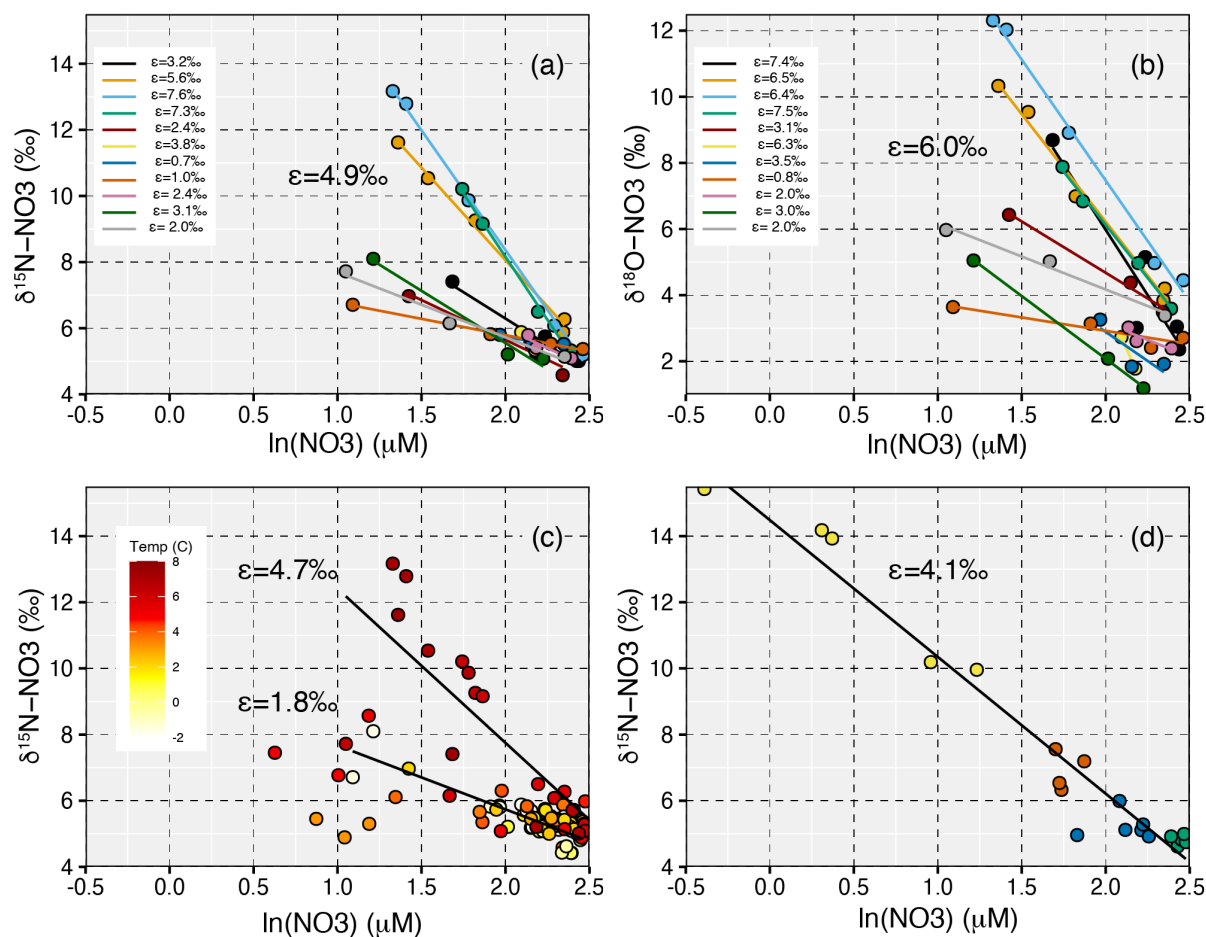 (a)
δ¹⁵N−NO3 (‰)
14
12
10
8
6
4
ε=3.2‰
ε=5.6‰
ε=7.6‰
ε=7.3‰
ε=2.4‰
ε=3.8‰
ε=0.7‰
ε=1.0‰
ε= 2.4‰
ε= 3.1‰
ε= 2.0‰
ε=4.9‰
-0.5 0.0 0.5 1.0 1.5 2.0 2.5
ln(NO3) (μM)
(b)
δ¹⁸O−NO3 (‰)
12
10
8
6
4
2
ε=7.4‰
ε=6.5‰
ε=6.4‰
ε=7.5‰
ε=3.1‰
ε=6.3‰
ε=3.5‰
ε=0.8‰
ε= 2.0‰
ε= 3.0‰
ε= 2.0‰
ε=6.0‰
-0.5 0.0 0.5 1.0 1.5 2.0 2.5
ln(NO3) (μM)
(c)
δ¹⁵N−NO3 (‰)
14
12
10
8
6
4
Temp (C)
8
6
4
2
0
-2
ε=4.7‰
ε=1.8‰
-0.5 0.0 0.5 1.0 1.5 2.0 2.5
ln(NO3) (μM)
(d)
δ¹⁵N−NO3 (‰)
14
12
10
8
6
4
ε=4.1‰
-0.5 0.0 0.5 1.0 1.5 2.0 2.5
ln(NO3) (μM)